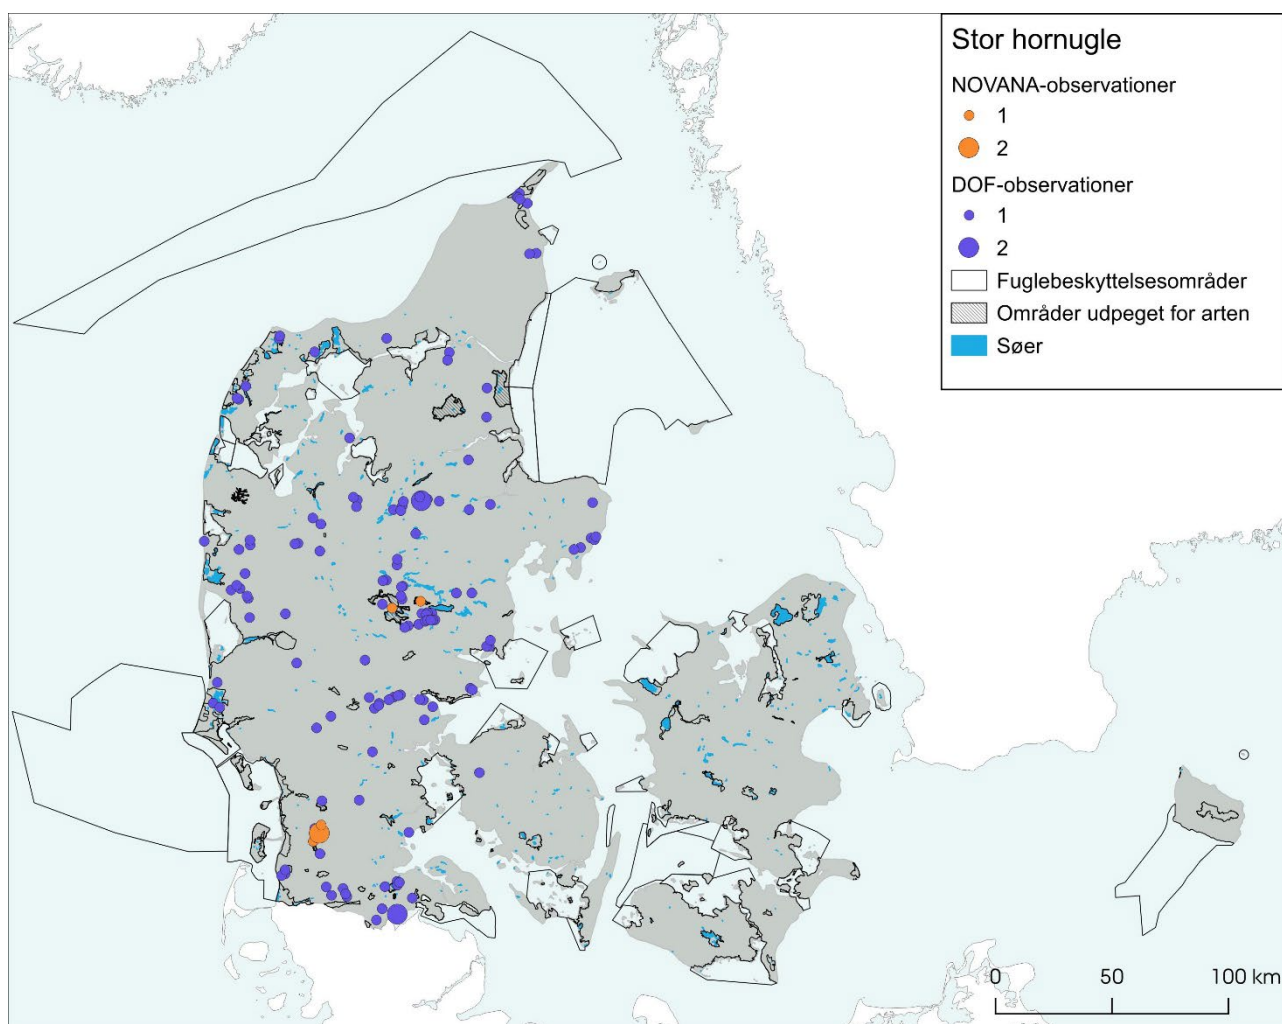 Stor hornugle
NOVANA-observationer
1
2
DOF-observationer
1
2
Fuglebeskyttelsesområder
Områder udpeget for arten
Søer
0 50 100 km